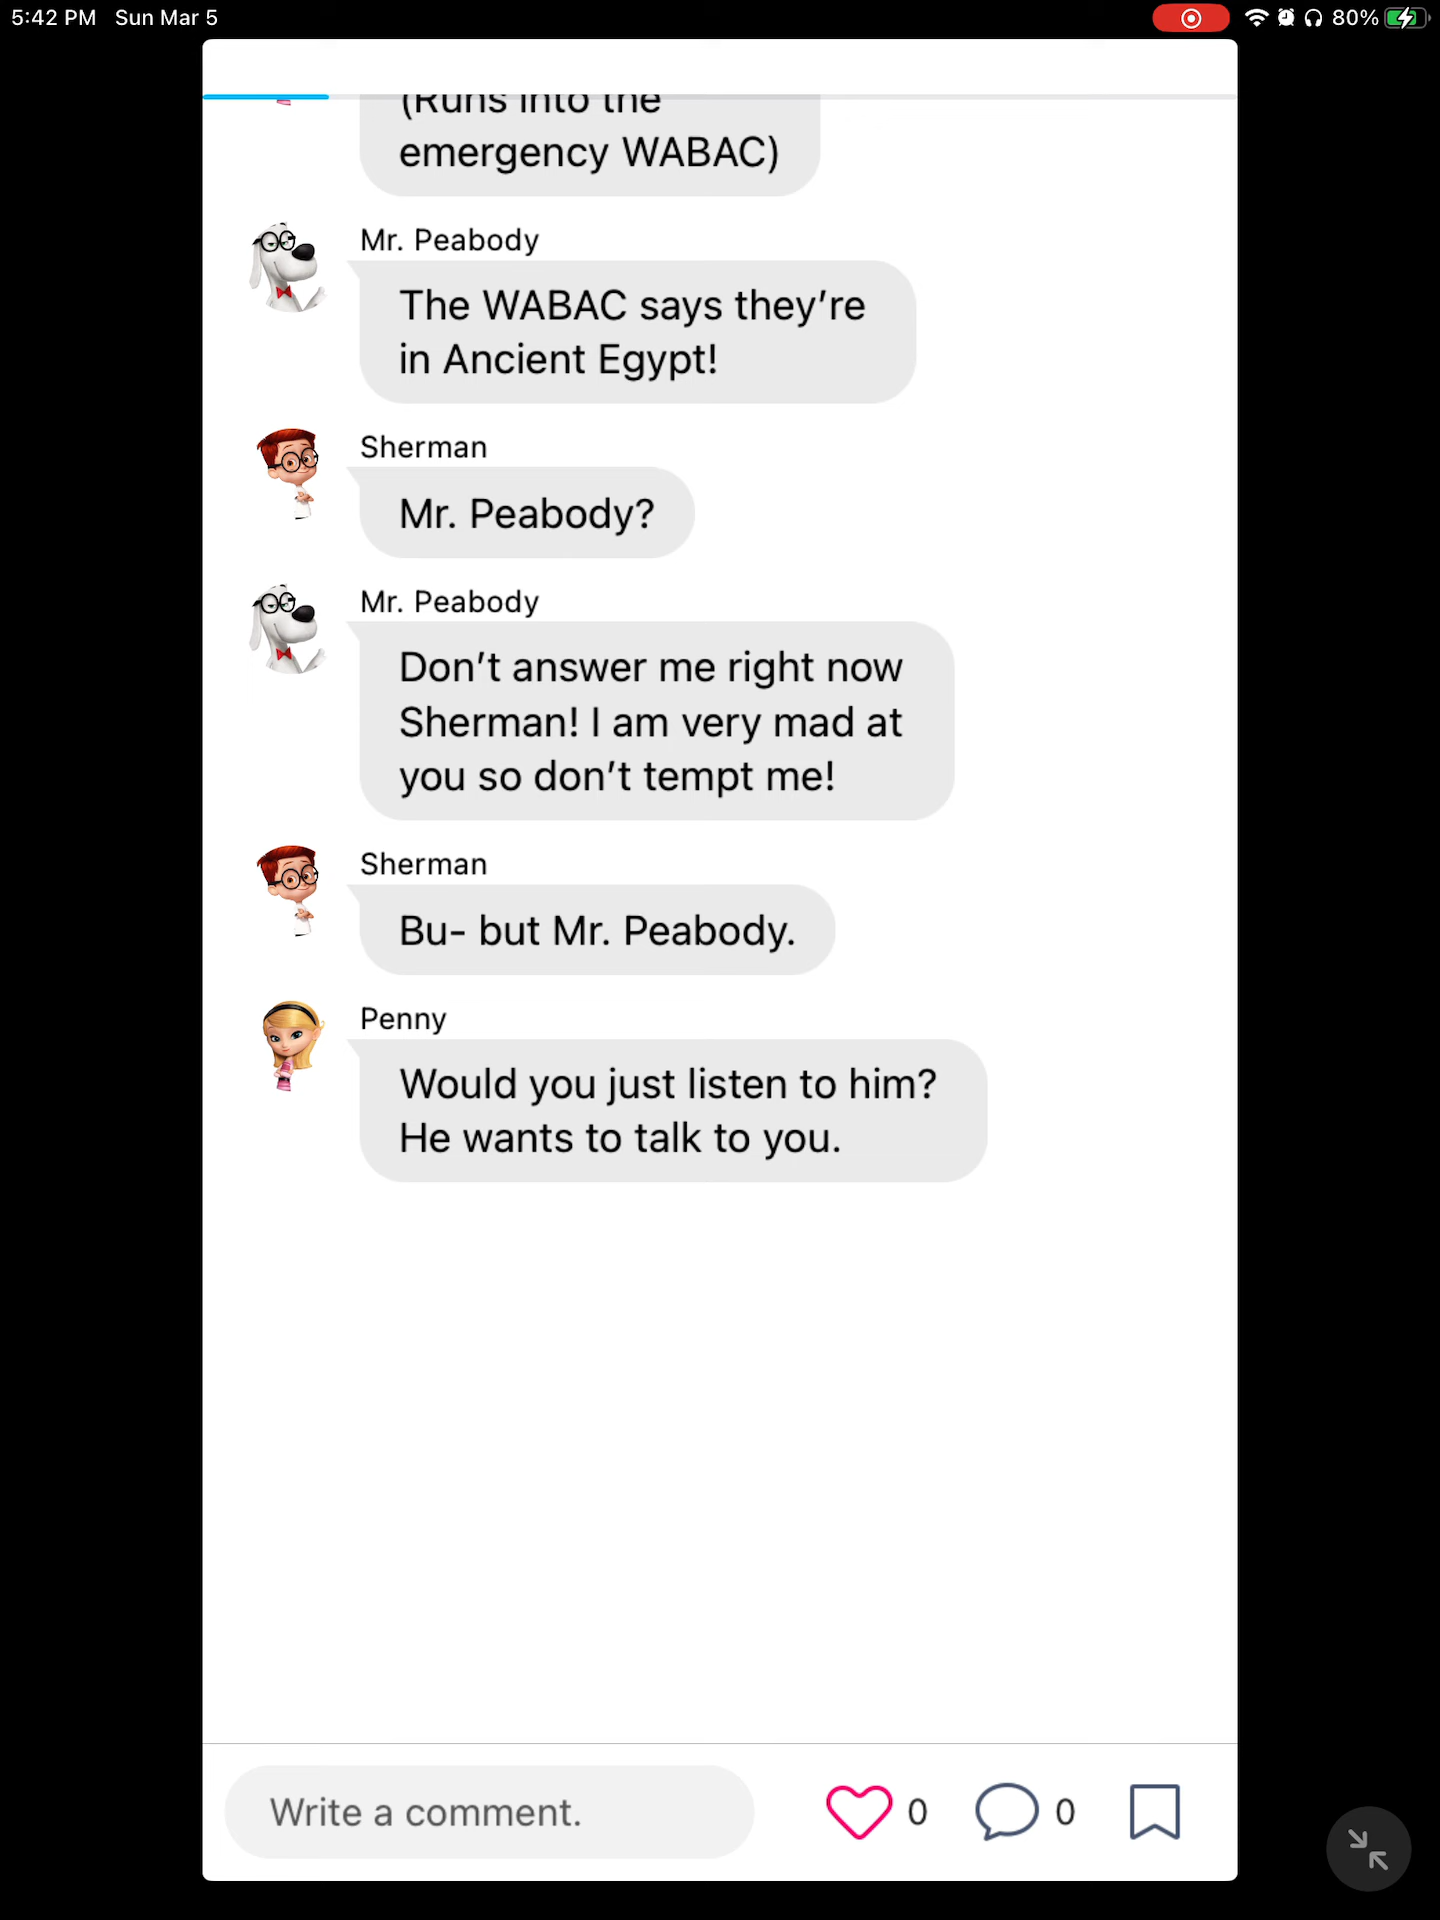 5:42 PM Sun Mar 5
80%
(Runs into the
emergency WABAC)
Mr. Peabody
The WABAC says they’re
in Ancient Egypt!
Sherman
Mr. Peabody?
Mr. Peabody
Don’t answer me right now
Sherman! I am very mad at
you so don’t tempt me!
Sherman
Bu- but Mr. Peabody.
Penny
Would you just listen to him?
He wants to talk to you.
Write a comment.
0
0